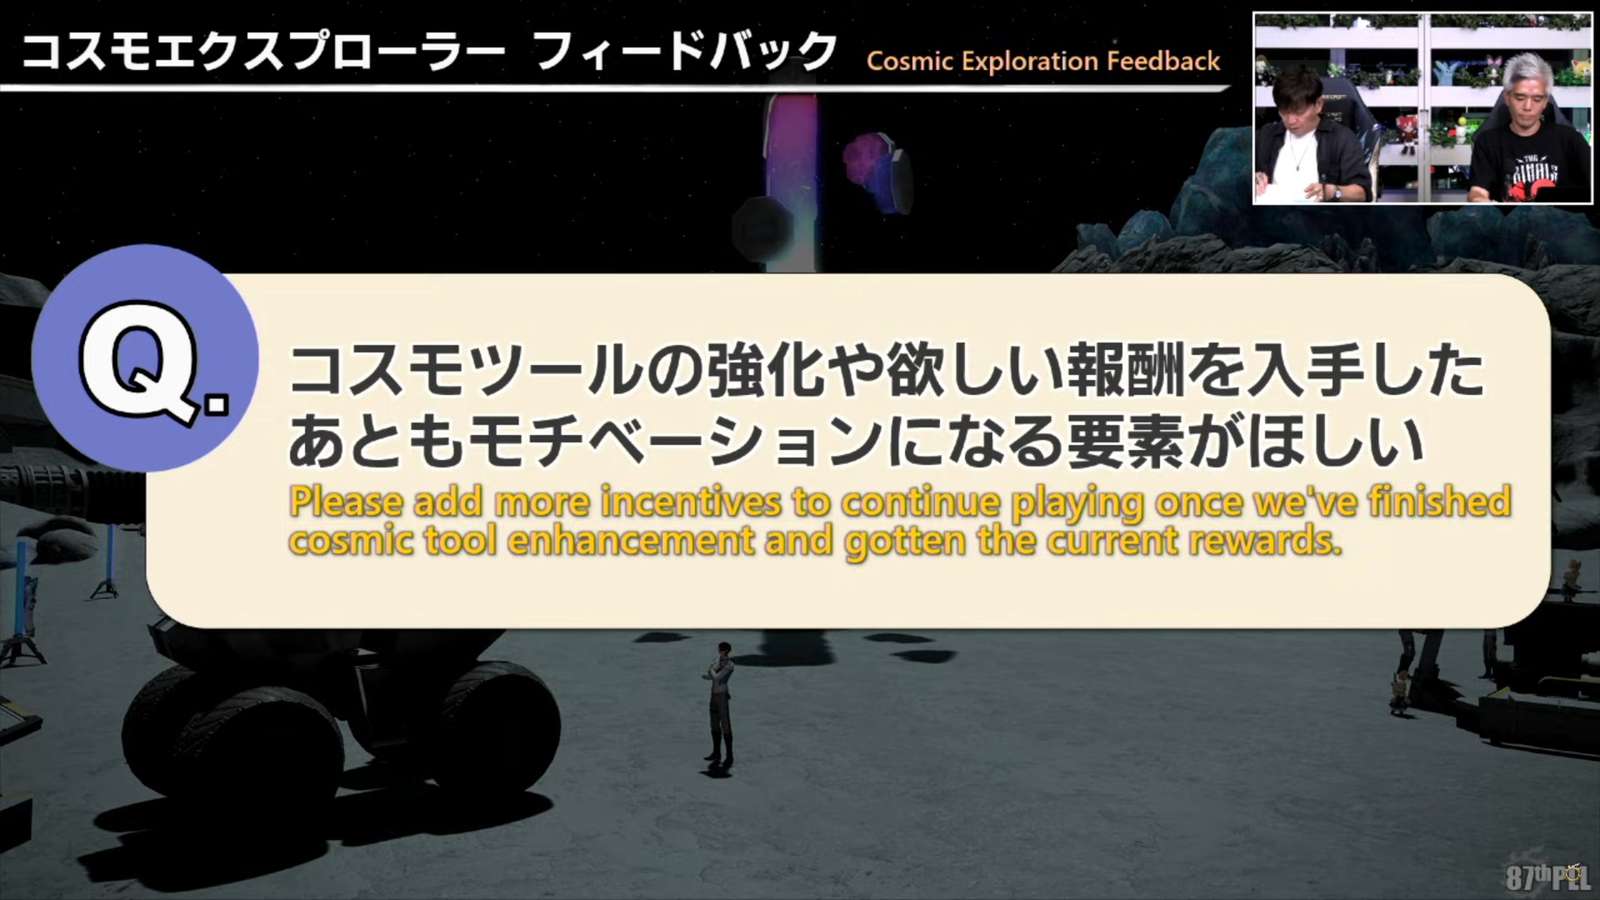 コスモエクスプローラー フィードバック Cosmic Exploration Feedback
Q.
コスモツールの強化や欲しい報酬を入手した
あともモチベーションになる要素がほしい
Please add more incentives to continue playing once we've finished
cosmic tool enhancement and gotten the current rewards.
THE
FINALS
87thPLL